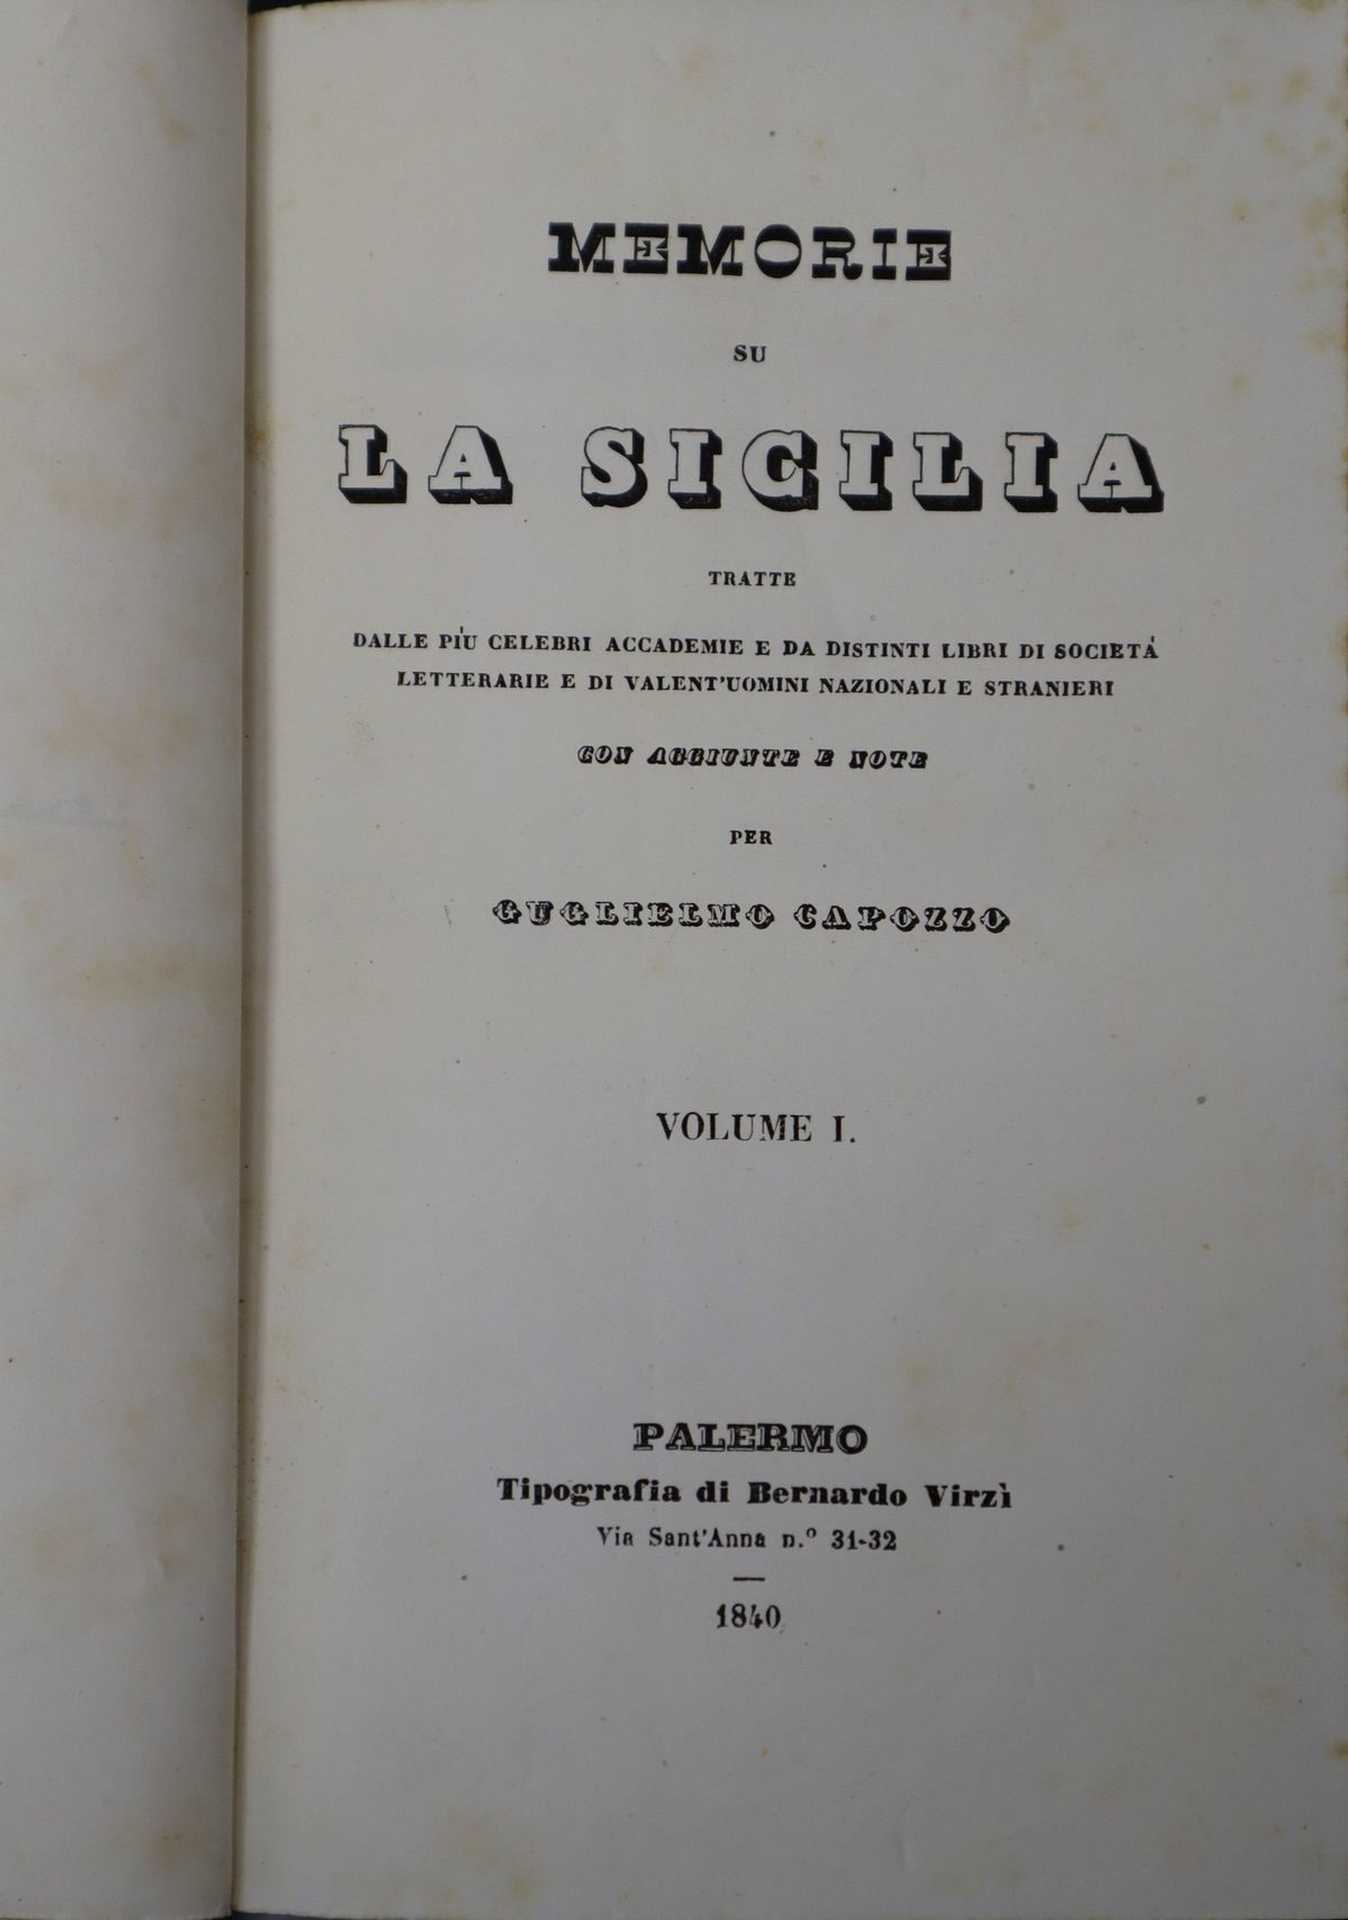 MEMORIE
SU
LA SICILIA
TRATTE
DALLE PIÙ CELEBRI ACCADEMIE E DA DISTINTI LIBRI DI SOCIETÀ
LETTERARIE E DI VALENT'UOMINI NAZIONALI E STRANIERI
CON AGGIUNTE E NOTE
PER
GUGLIELMO CAPOZZO
VOLUME I.
PALERMO
Tipografia di Bernardo Virzì
Via Sant'Anna n.º 31-32
1840